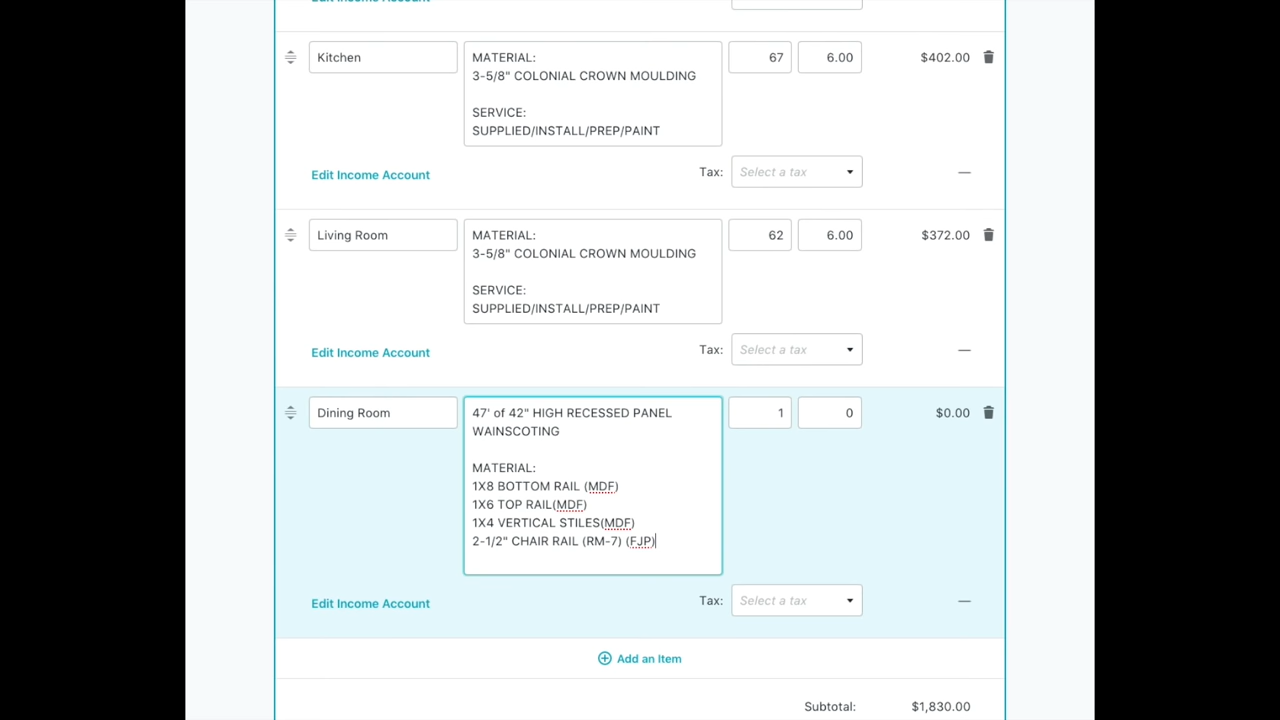 Kitchen
MATERIAL:
3-5/8" COLONIAL CROWN MOULDING
SERVICE:
SUPPLIED/INSTALL/PREP/PAINT
67
6.00
$402.00
Edit Income Account
Tax:
Select a tax
—
Living Room
MATERIAL:
3-5/8" COLONIAL CROWN MOULDING
SERVICE:
SUPPLIED/INSTALL/PREP/PAINT
62
6.00
$372.00
Edit Income Account
Tax:
Select a tax
—
Dining Room
47' of 42" HIGH RECESSED PANEL
WAINSCOTING
MATERIAL:
1X8 BOTTOM RAIL (MDF)
1X6 TOP RAIL(MDF)
1X4 VERTICAL STILES(MDF)
2-1/2" CHAIR RAIL (RM-7) (FJP)
1
0
$0.00
Edit Income Account
Tax:
Select a tax
—
Add an Item
Subtotal:
$1,830.00